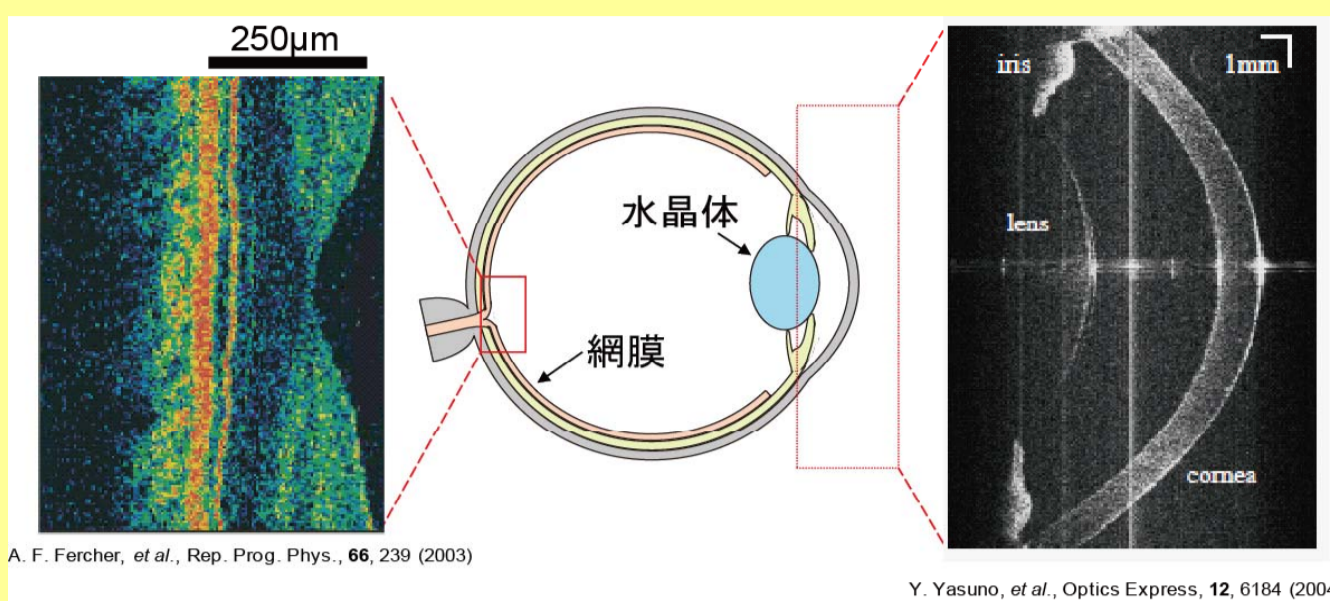 250μm
iris
1mm
水晶体
lens
網膜
cornea
A. F. Fercher, et al., Rep. Prog. Phys., 66, 239 (2003)
Y. Yasuno, et al., Optics Express, 12, 6184 (2004